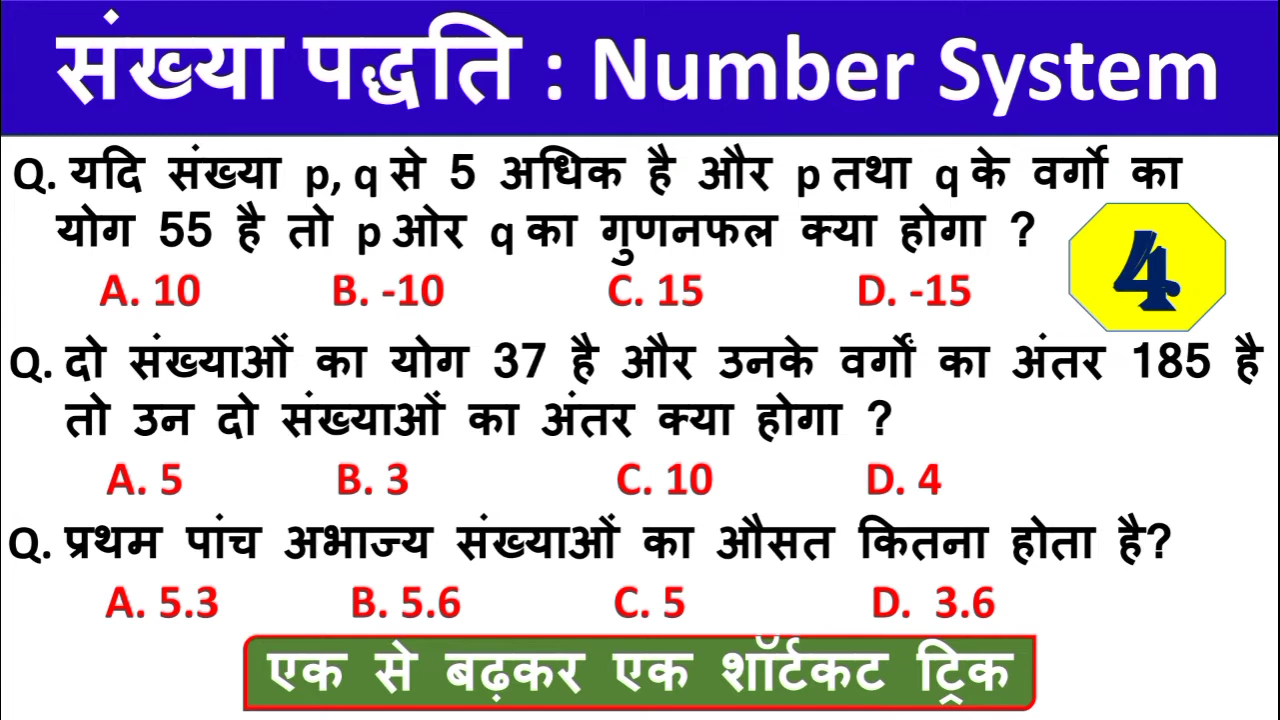 संख्या पद्धति : Number System
Q. यदि संख्या p, q से 5 अधिक है और p तथा q के वर्गो का
योग 55 है तो p ओर q का गुणनफल क्या होगा ?
A. 10 B. -10 C. 15 D. -15
4
Q. दो संख्याओं का योग 37 है और उनके वर्गों का अंतर 185 है
तो उन दो संख्याओं का अंतर क्या होगा ?
A. 5 B. 3 C. 10 D. 4
Q. प्रथम पांच अभाज्य संख्याओं का औसत कितना होता है?
A. 5.3 B. 5.6 C. 5 D. 3.6
एक से बढ़कर एक शॉर्टकट ट्रिक